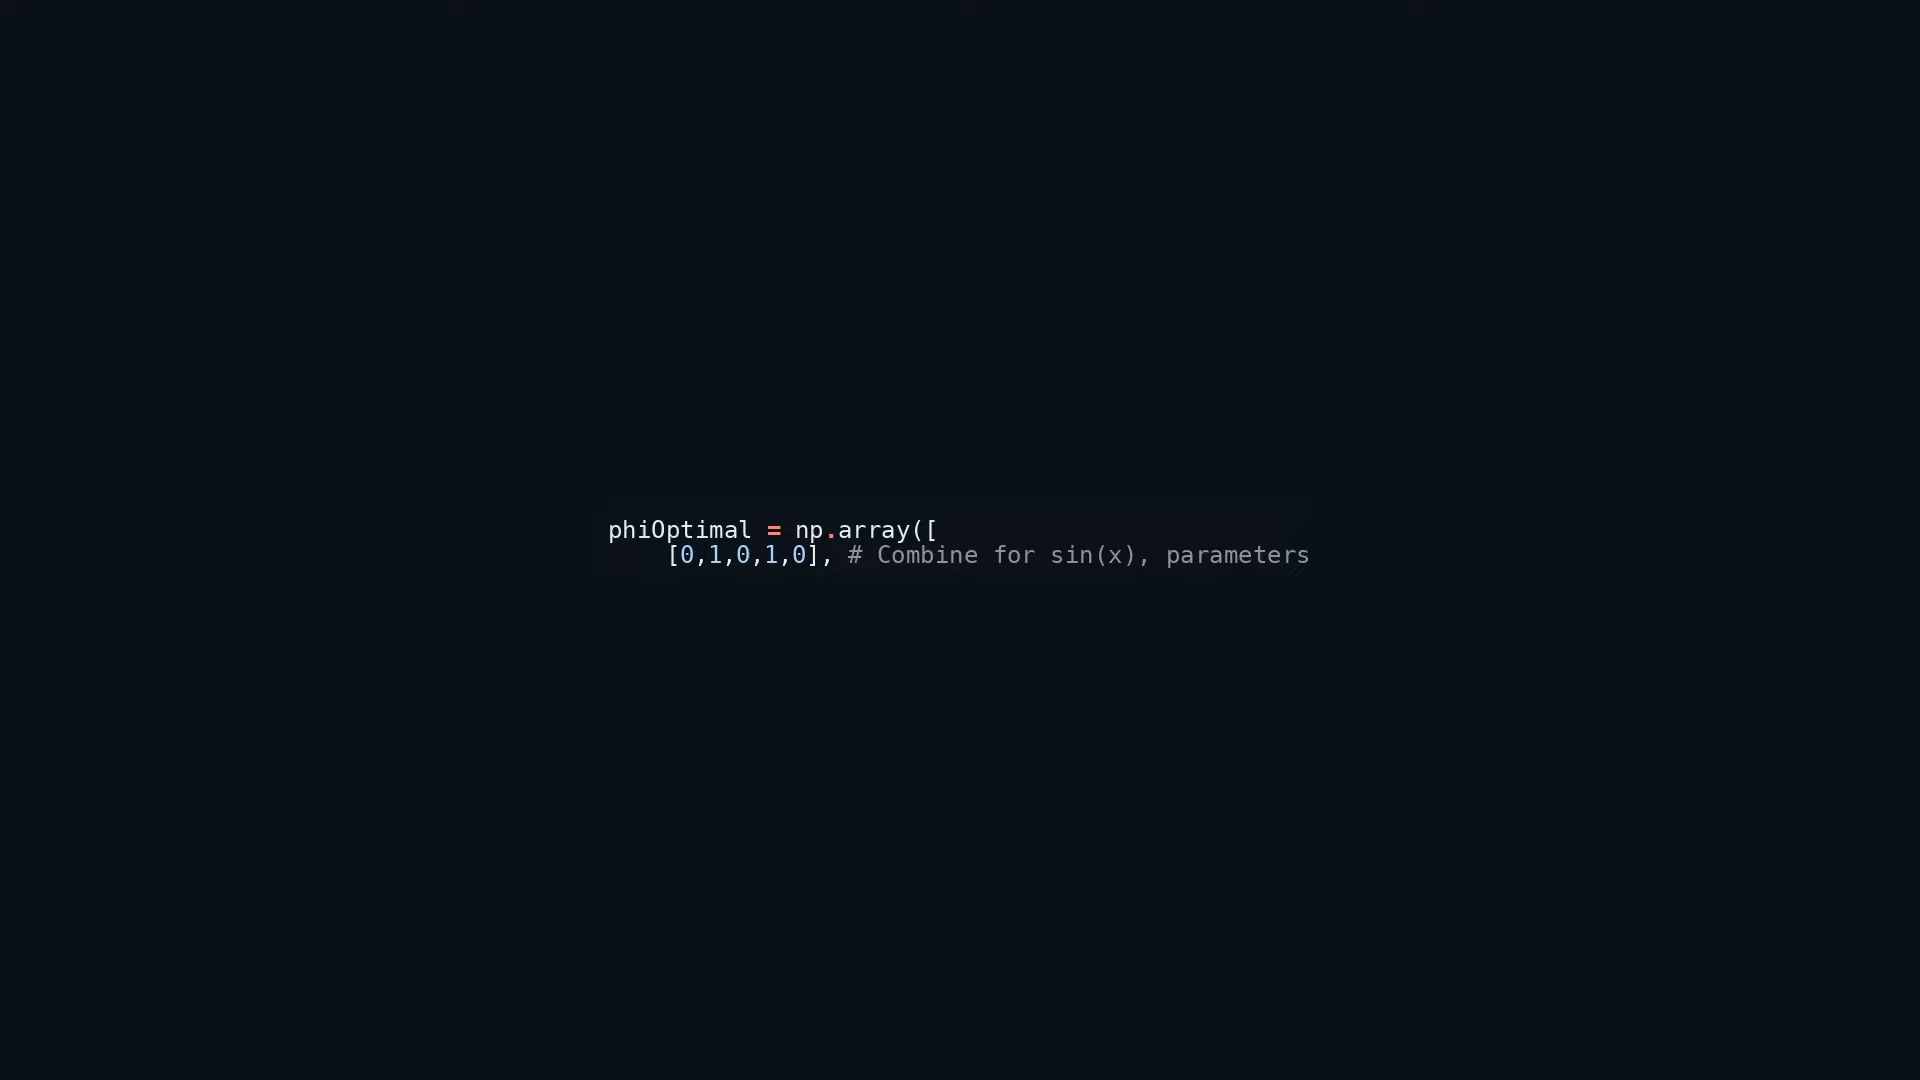 phiOptimal = np.array([
    [0,1,0,1,0], # Combine for sin(x), parameters